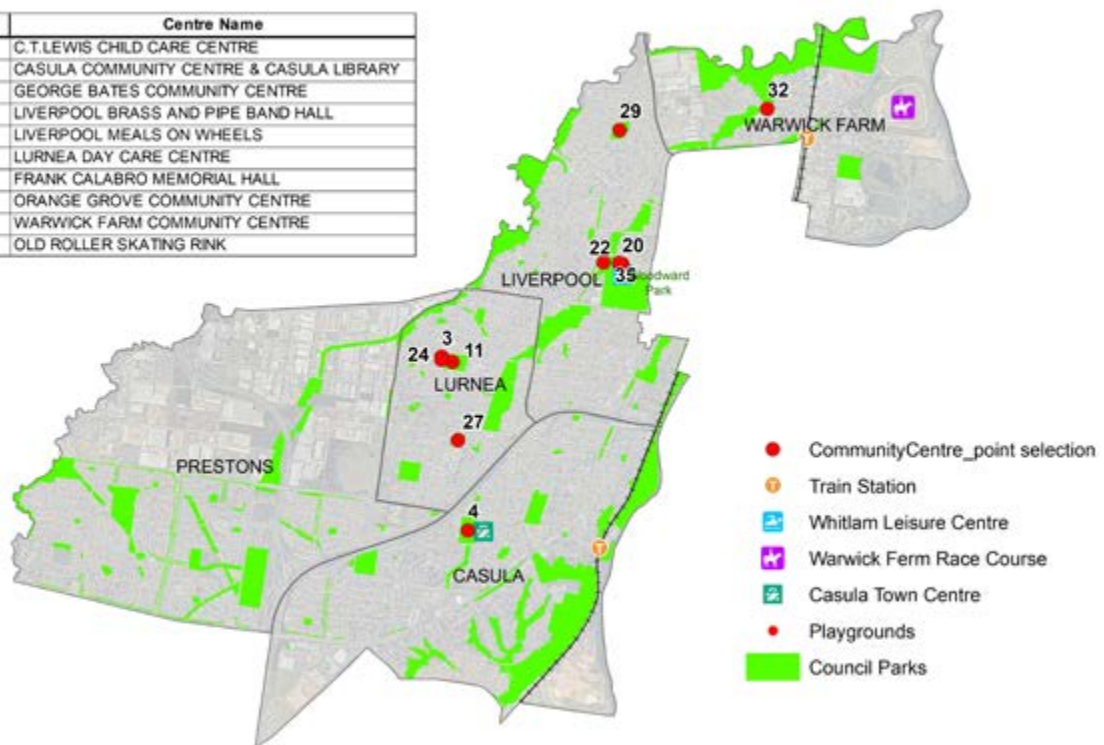 Centre Name
C.T.LEWIS CHILD CARE CENTRE
CASULA COMMUNITY CENTRE & CASULA LIBRARY
GEORGE BATES COMMUNITY CENTRE
LIVERPOOL BRASS AND PIPE BAND HALL
LIVERPOOL MEALS ON WHEELS
LURNEA DAY CARE CENTRE
FRANK CALABRO MEMORIAL HALL
ORANGE GROVE COMMUNITY CENTRE
WARWICK FARM COMMUNITY CENTRE
OLD ROLLER SKATING RINK
32
29
WARWICK FARM
T
22
20
LIVERPOOL
35
Park
3
24
11
LURNEA
27
PRESTONS
4
T
CASULA
CommunityCentre_point selection
T
Train Station
Whitlam Leisure Centre
Warwick Ferm Race Course
Casula Town Centre
Playgrounds
Council Parks